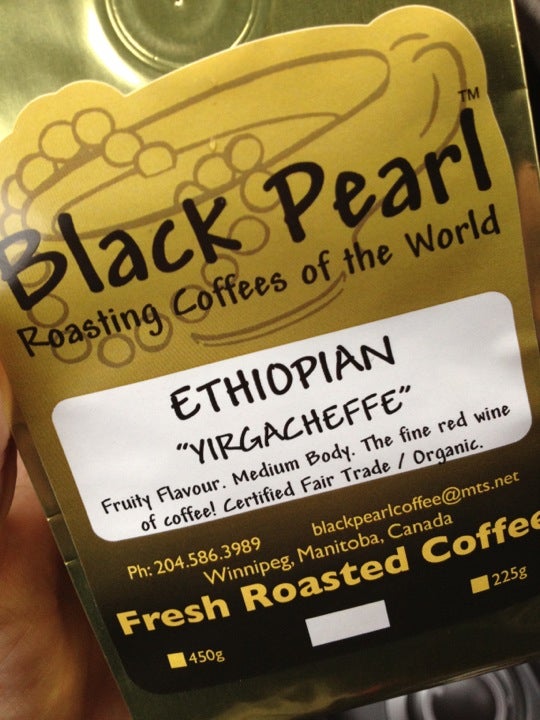 Black Pearl TM
Roasting Coffees of the World
ETHIOPIAN
"YIRGACHEFFE"
Fruity Flavour. Medium Body. The fine red wine
of coffee! Certified Fair Trade / Organic.
Ph: 204.586.3989 blackpearlcoffee@mts.net
Winnipeg, Manitoba, Canada
Fresh Roasted Coffee
450g 225g